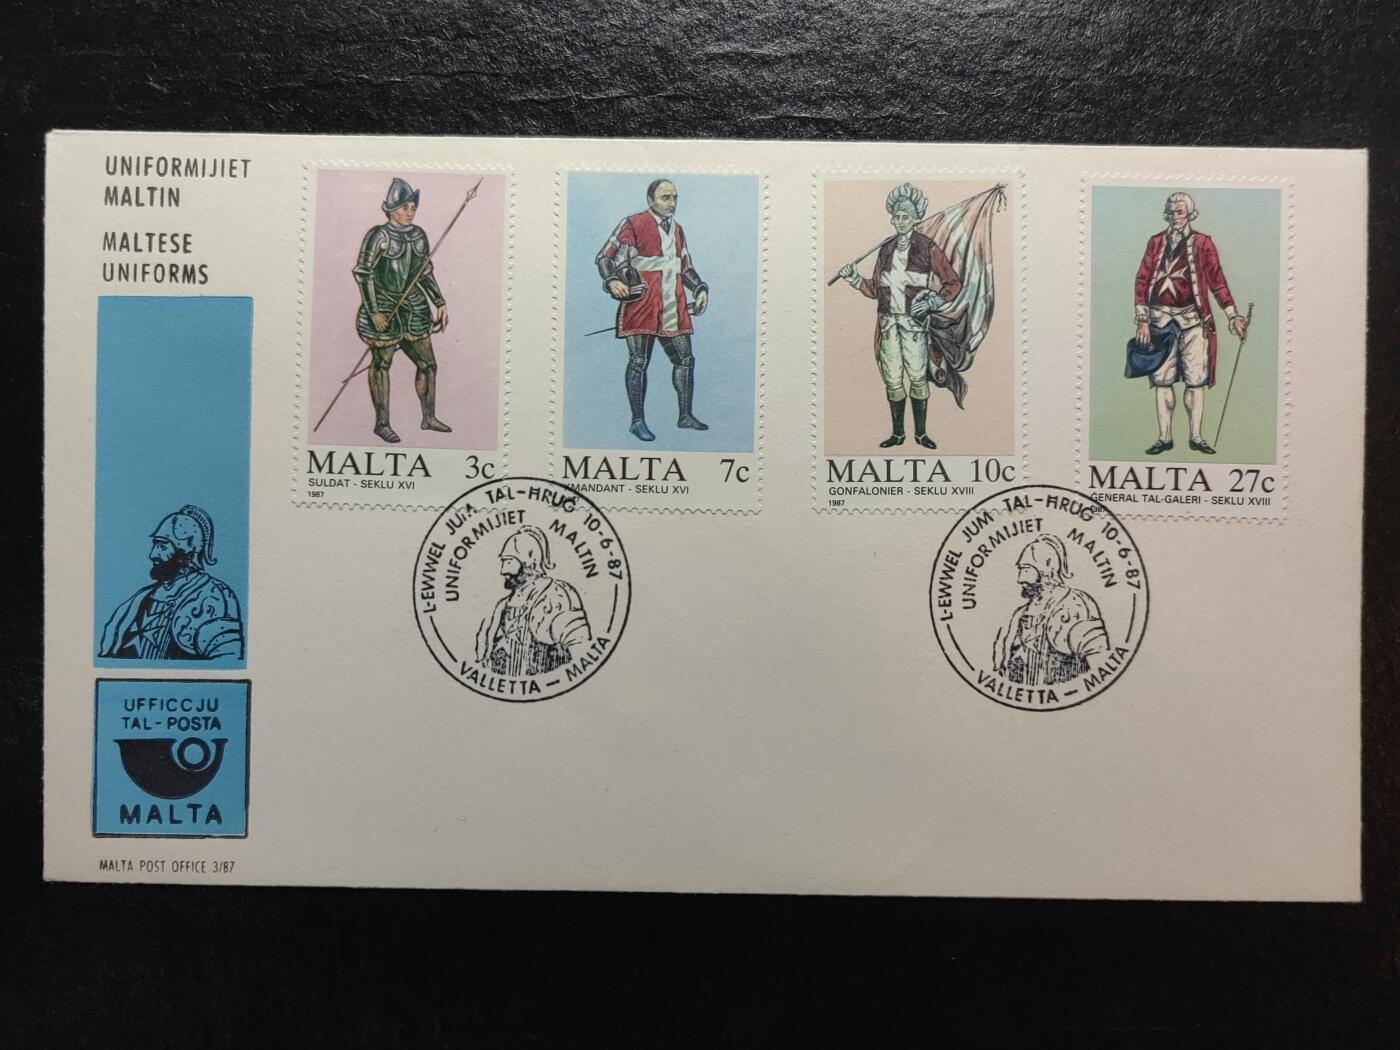 UNIFORMIJIET
MALTIN
MALTESE
UNIFORMS
MALTA 3c
SULDAT - SEKLU XVI
1987
MALTA 7c
KMANDANT - SEKLU XVI
MALTA 10c
GONFALONIER - SEKLU XVIII
1987
MALTA 27c
ĠENERAL TAL-GALERI - SEKLU XVIII
1987
L-EWWEL JUM TAL-ĦRUĠ 10-6-87
UNIFORMIJIET MALTIN
VALLETTA — MALTA
L-EWWEL JUM TAL-ĦRUĠ 10-6-87
UNIFORMIJIET MALTIN
VALLETTA — MALTA
UFFICCJU
TAL-POSTA
MALTA
MALTA POST OFFICE 3/87